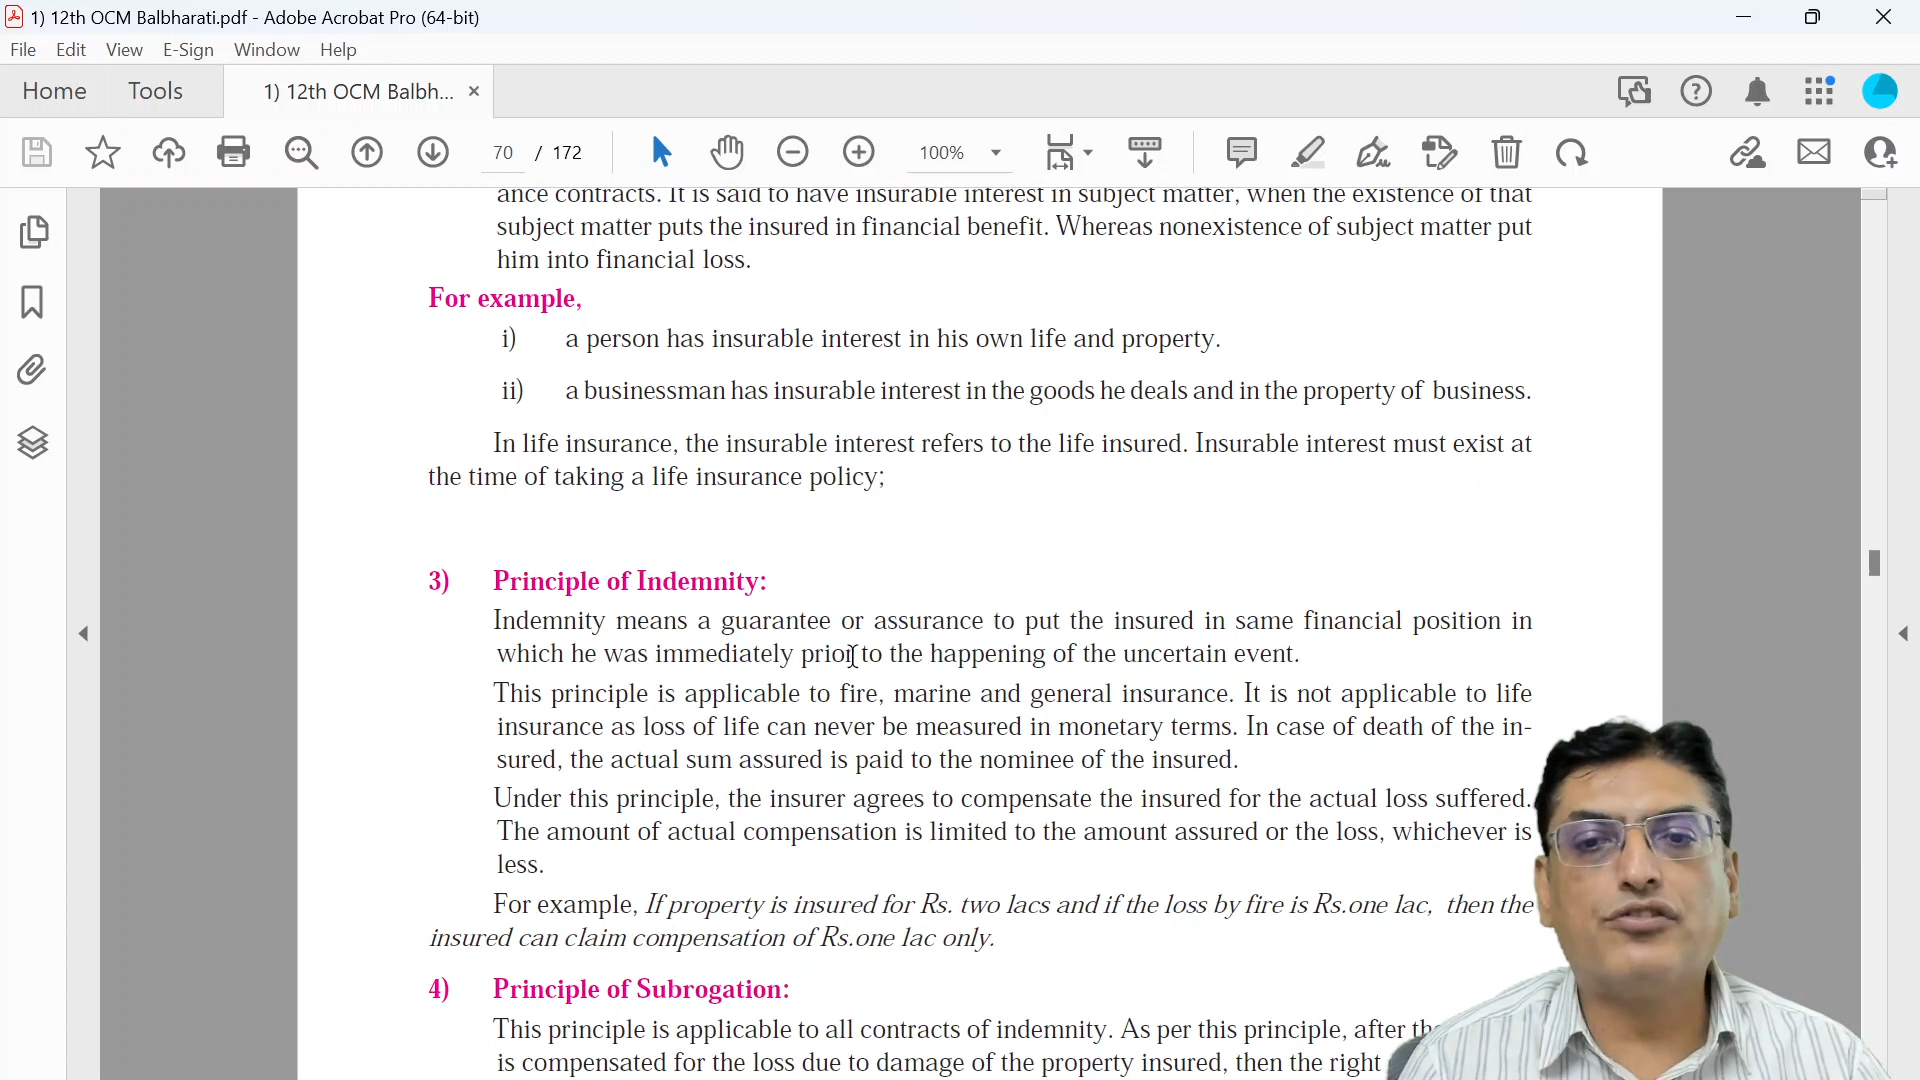 1) 12th OCM Balbharati.pdf - Adobe Acrobat Pro (64-bit)
File Edit View E-Sign Window Help
Home Tools 1) 12th OCM Balbh... ×
70 / 172 100%
ance contracts. It is said to have insurable interest in subject matter, when the existence of that
subject matter puts the insured in financial benefit. Whereas nonexistence of subject matter put
him into financial loss.
For example,
i) a person has insurable interest in his own life and property.
ii) a businessman has insurable interest in the goods he deals and in the property of business.
In life insurance, the insurable interest refers to the life insured. Insurable interest must exist at
the time of taking a life insurance policy;
3) Principle of Indemnity:
Indemnity means a guarantee or assurance to put the insured in same financial position in
which he was immediately prior to the happening of the uncertain event.
This principle is applicable to fire, marine and general insurance. It is not applicable to life
insurance as loss of life can never be measured in monetary terms. In case of death of the in-
sured, the actual sum assured is paid to the nominee of the insured.
Under this principle, the insurer agrees to compensate the insured for the actual loss suffered.
The amount of actual compensation is limited to the amount assured or the loss, whichever is
less.
For example, If property is insured for Rs. two lacs and if the loss by fire is Rs.one lac, then the
insured can claim compensation of Rs.one lac only.
4) Principle of Subrogation:
This principle is applicable to all contracts of indemnity. As per this principle, after
is compensated for the loss due to damage of the property insured, then the right